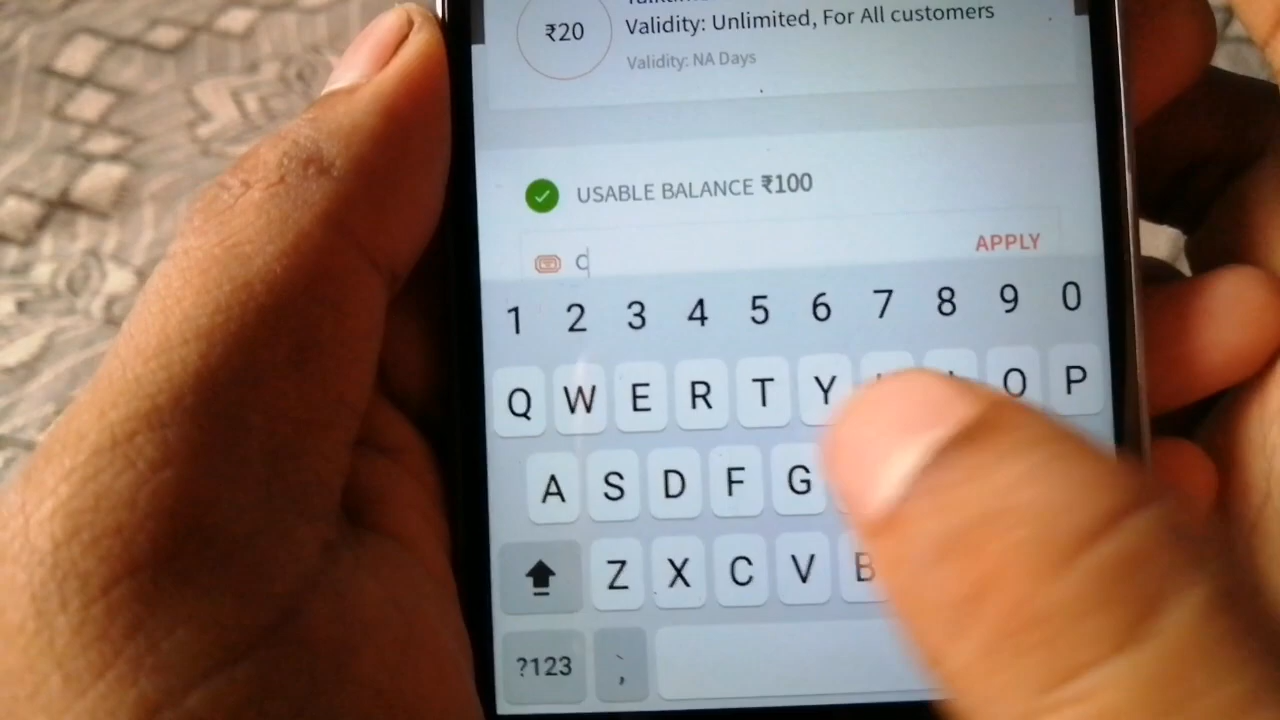 ₹20
Validity: Unlimited, For All customers
Validity: NA Days
USABLE BALANCE ₹100
APPLY
C
1 2 3 4 5 6 7 8 9 0
Q W E R T Y O P
A S D F G
Z X C V B
?123 ,